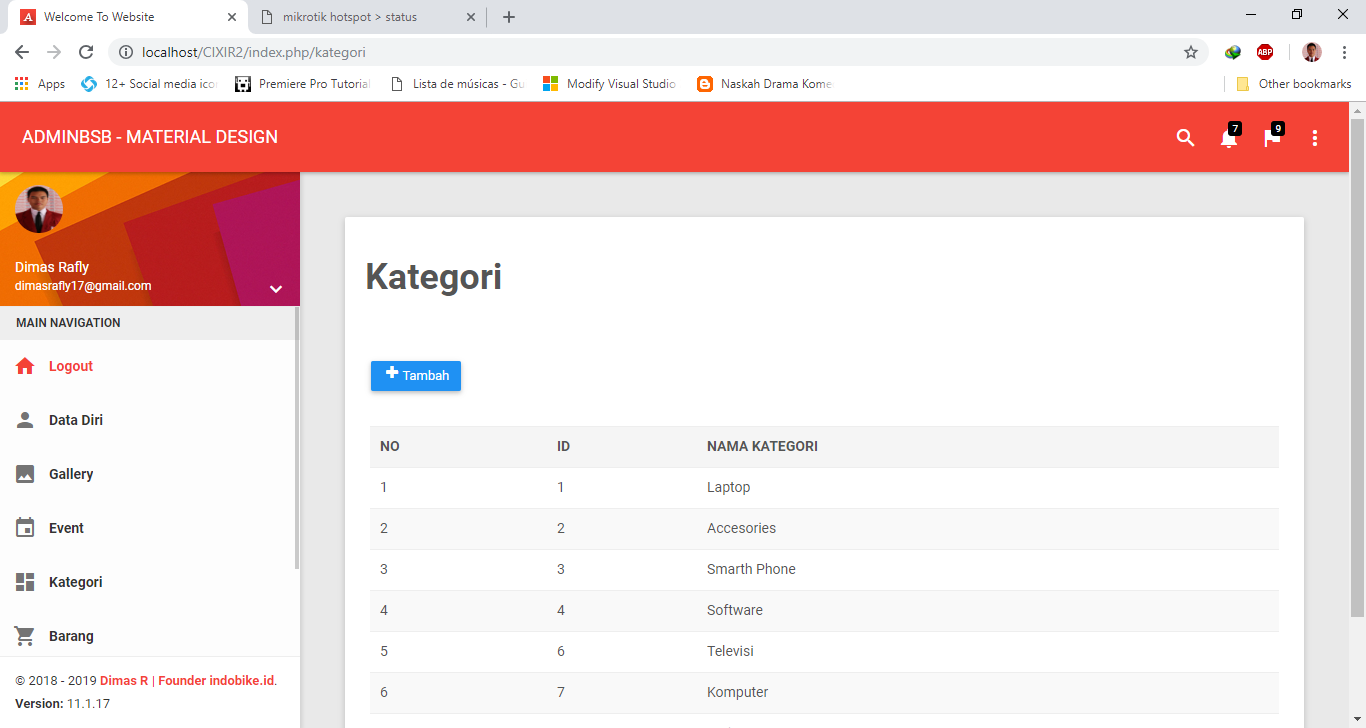 Welcome To Website
mikrotik hotspot > status
localhost/CIXIR2/index.php/kategori
ABP
Apps
12+ Social media icon
Premiere Pro Tutorial
Lista de músicas - Gu
Modify Visual Studio
Naskah Drama Kome
Other bookmarks
ADMINBSB - MATERIAL DESIGN
7
9
Dimas Rafly
dimasrafly17@gmail.com
MAIN NAVIGATION
Logout
Data Diri
Gallery
Event
Kategori
Barang
© 2018 - 2019 Dimas R | Founder indobike.id.
Version: 11.1.17
Kategori
Tambah
NO ID NAMA KATEGORI
1 1 Laptop
2 2 Accesories
3 3 Smarth Phone
4 4 Software
5 6 Televisi
6 7 Komputer